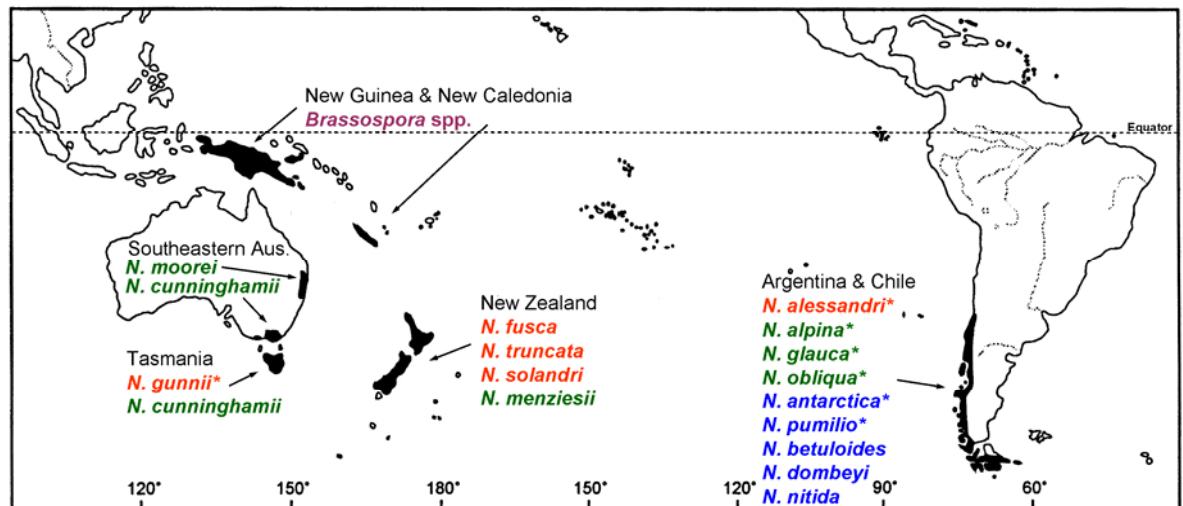 New Guinea & New Caledonia
Brassospora spp.
Equator
Southeastern Aus.
N. moorei
N. cunninghamii
Tasmania
N. gunnii*
N. cunninghamii
New Zealand
N. fusca
N. truncata
N. solandri
N. menziesii
Argentina & Chile
N. alessandri*
N. alpina*
N. glauca*
N. obliqua*
N. antarctica*
N. pumilio*
N. betuloides
N. dombeyi
N. nitida
120° 150° 180° 150° 120° 90° 60°